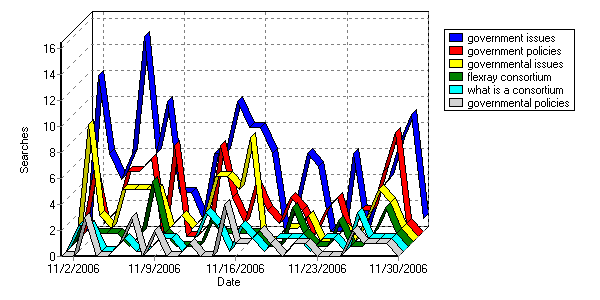 16
14
12
10
8
6
4
2
0
Searches
11/2/2006 11/9/2006 11/16/2006 11/23/2006 11/30/2006
Date
government issues
government policies
governmental issues
flexray consortium
what is a consortium
governmental policies